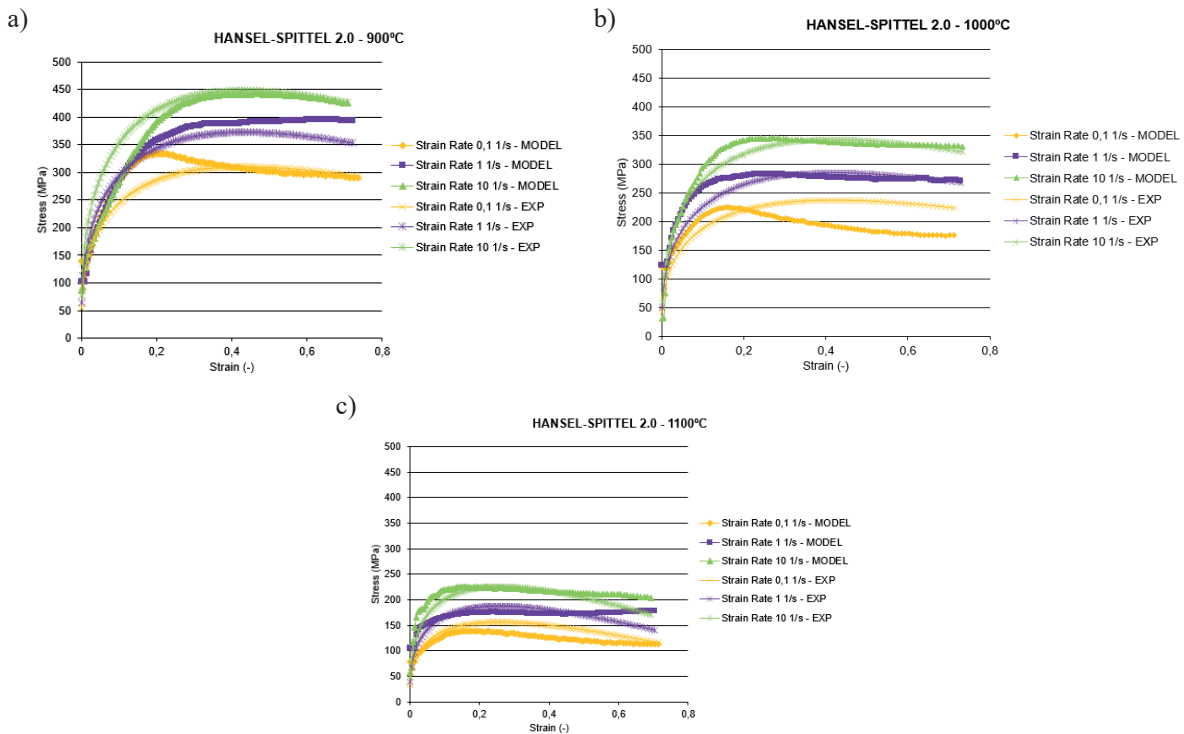 a)
HANSEL-SPITTEL 2.0 - 900ºC
Stress (MPa)
500
450
400
350
300
250
200
150
100
50
0
0
0,2
0,4
0,6
0,8
Strain (-)
Strain Rate 0,1 1/s - MODEL
Strain Rate 1 1/s - MODEL
Strain Rate 10 1/s - MODEL
Strain Rate 0,1 1/s - EXP
Strain Rate 1 1/s - EXP
Strain Rate 10 1/s - EXP
b)
HANSEL-SPITTEL 2.0 - 1000ºC
Stress (MPa)
500
450
400
350
300
250
200
150
100
50
0
0
0,2
0,4
0,6
0,8
Strain (-)
Strain Rate 0,1 1/s - MODEL
Strain Rate 1 1/s - MODEL
Strain Rate 10 1/s - MODEL
Strain Rate 0,1 1/s - EXP
Strain Rate 1 1/s - EXP
Strain Rate 10 1/s - EXP
c)
HANSEL-SPITTEL 2.0 - 1100ºC
Stress (MPa)
500
450
400
350
300
250
200
150
100
50
0
0
0,2
0,4
0,6
0,8
Strain (-)
Strain Rate 0,1 1/s - MODEL
Strain Rate 1 1/s - MODEL
Strain Rate 10 1/s - MODEL
Strain Rate 0,1 1/s - EXP
Strain Rate 1 1/s - EXP
Strain Rate 10 1/s - EXP